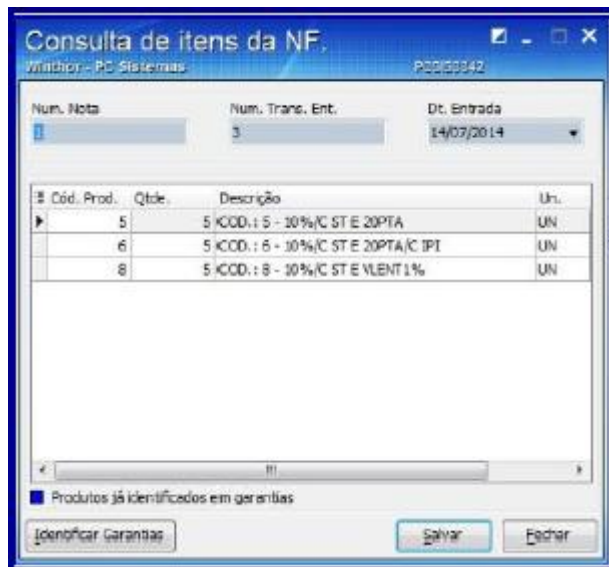 Consulta de itens da NF.
Winthor - PC Sistemas
Num. Nota Num. Trans. Ent. Dt. Entrada
1 3 14/07/2014
Cód. Prod. Qtde. Descrição Un.
5 5 COD.: 5 - 10%/C ST E 20PTA UN
6 5 COD.: 6 - 10%/C ST E 20PTA/C IPI UN
8 5 COD.: 8 - 10%/C ST E VLENT1% UN
Produtos já identificados em garantias
Identificar Garantias Salvar Fechar